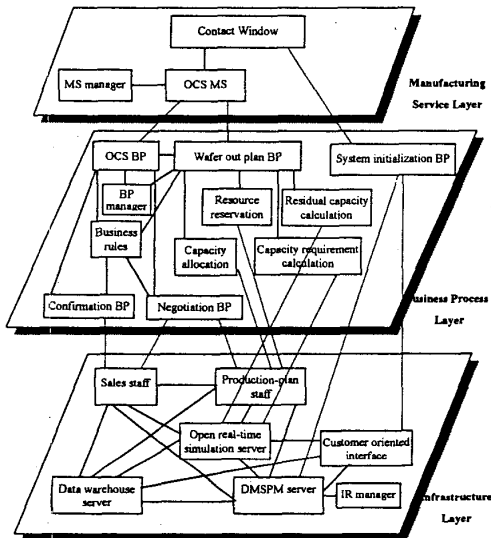 Contact Window
MS manager
OCS MS
Manufacturing
Service Layer
OCS BP
Wafer out plan BP
System initialization BP
BP
manager
Resource
reservation
Residual capacity
calculation
Business
rules
Capacity
allocation
Capacity requirement
calculation
Confirmation BP
Negotiation BP
usiness Process
Layer
Sales staff
Production-plan
staff
Open real-time
simulation server
Customer oriented
interface
Data warehouse
server
DMSPM server
IR manager
nfrastructure
Layer